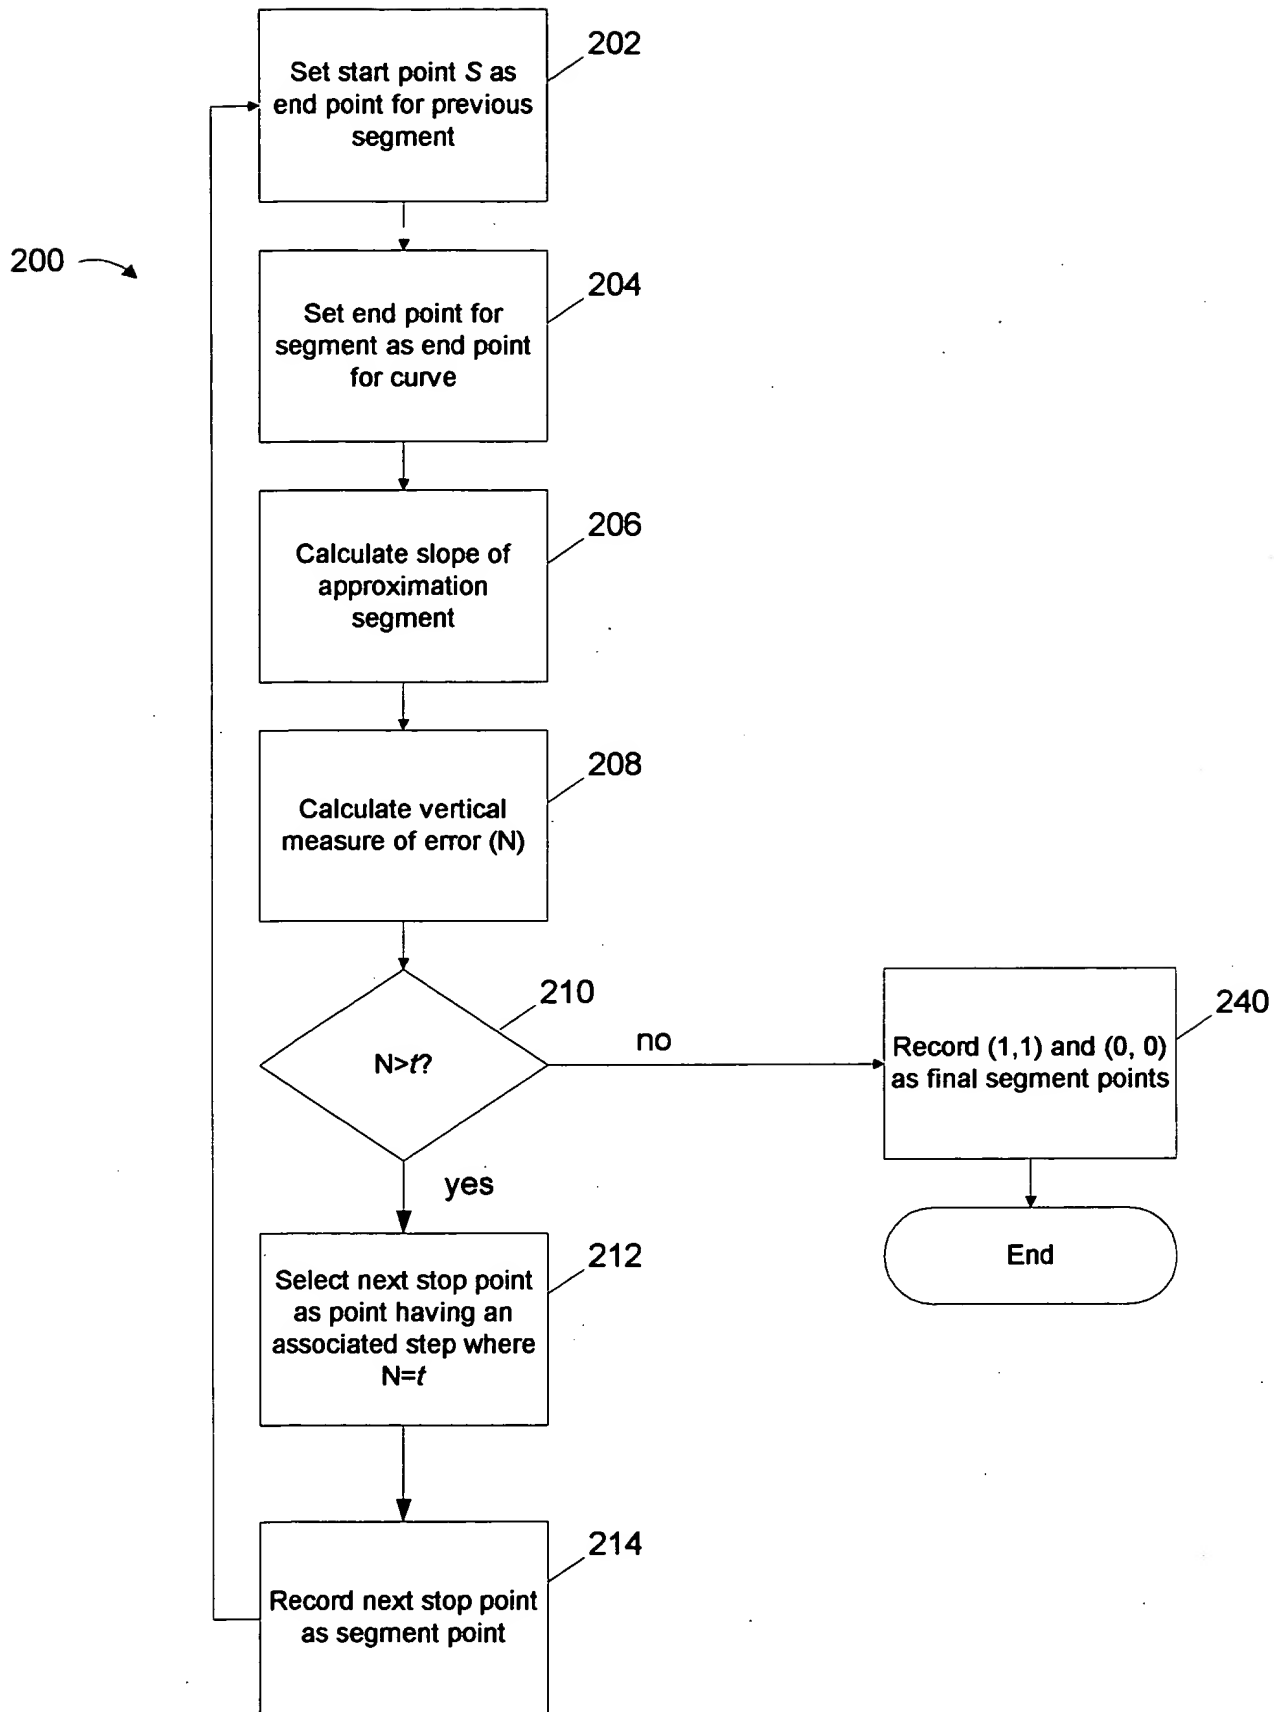 Set start point S as
end point for previous
segment
202
200
Set end point for
segment as end point
for curve
204
Calculate slope of
approximation
segment
206
Calculate vertical
measure of error (N)
208
N>t?
210
no
Record (1,1) and (0, 0)
as final segment points
240
yes
End
Select next stop point
as point having an
associated step where
N=t
212
Record next stop point
as segment point
214